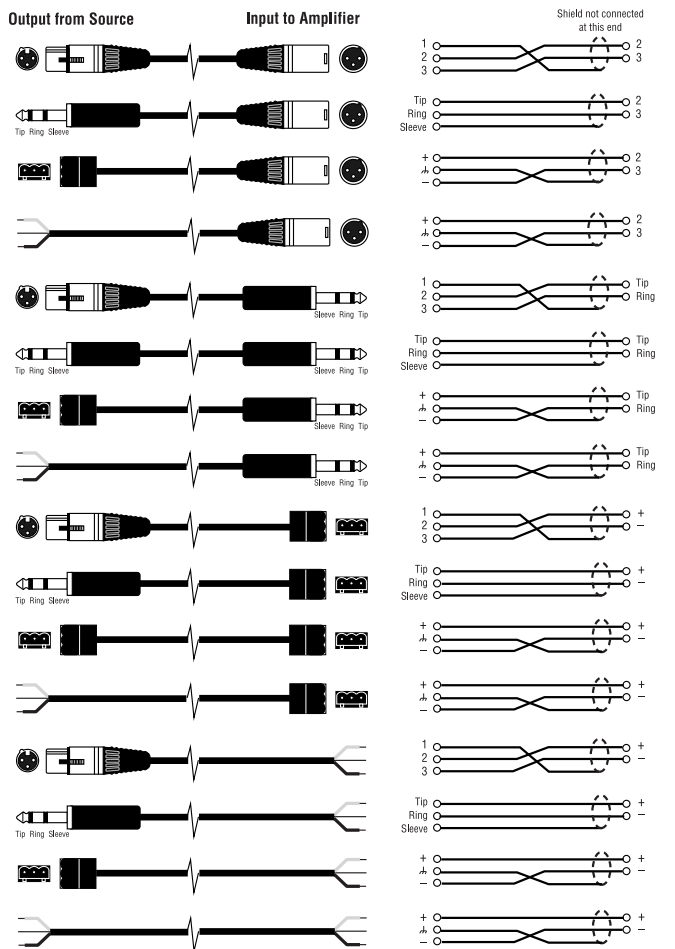 Output from Source Input to Amplifier
Shield not connected
at this end
1 2
2 3
3
Tip 2
Ring 3
Sleeve
Tip Ring Sleeve
+ 2
3
–
+ 2
3
–
1 Tip
2 Ring
3
Sleeve Ring Tip
Tip Tip
Ring Ring
Sleeve
Tip Ring Sleeve Sleeve Ring Tip
+ Tip
Ring
–
Sleeve Ring Tip
+ Tip
Ring
–
Sleeve Ring Tip
1 +
2 –
3
Tip +
Ring –
Sleeve
Tip Ring Sleeve
+ +
–
–
+ +
–
–
1 +
2 –
3
Tip +
Ring –
Sleeve
Tip Ring Sleeve
+ +
–
–
+ +
–
–